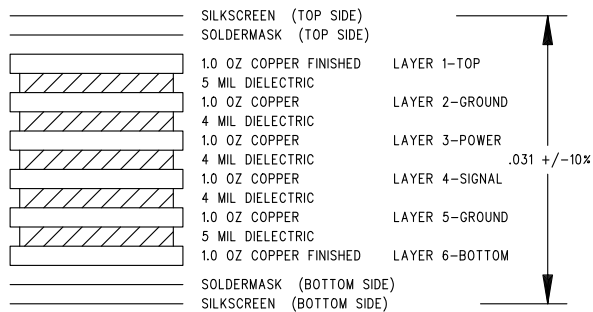 SILKSCREEN (TOP SIDE)
SOLDERMASK (TOP SIDE)
1.0 OZ COPPER FINISHED LAYER 1-TOP
5 MIL DIELECTRIC
1.0 OZ COPPER LAYER 2-GROUND
4 MIL DIELECTRIC
1.0 OZ COPPER LAYER 3-POWER
4 MIL DIELECTRIC
.031 +/-10%
1.0 OZ COPPER LAYER 4-SIGNAL
4 MIL DIELECTRIC
1.0 OZ COPPER LAYER 5-GROUND
5 MIL DIELECTRIC
1.0 OZ COPPER FINISHED LAYER 6-BOTTOM
SOLDERMASK (BOTTOM SIDE)
SILKSCREEN (BOTTOM SIDE)